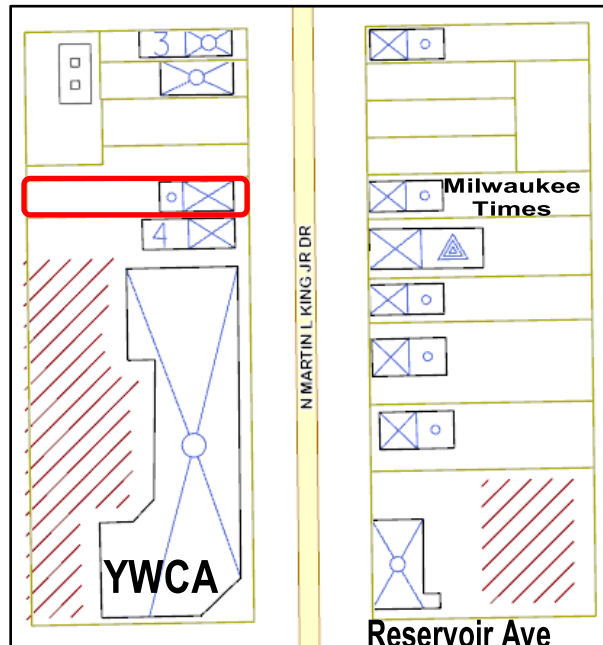 3
Milwaukee
Times
4
N MARTIN L KING JR DR
YWCA
Reservoir Ave